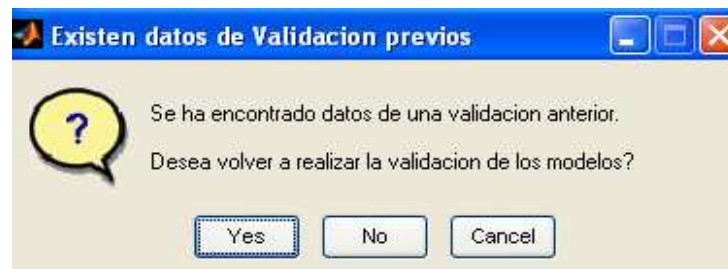 Existen datos de Validacion previos
Se ha encontrado datos de una validacion anterior.
Desea volver a realizar la validacion de los modelos?
?
Yes No Cancel